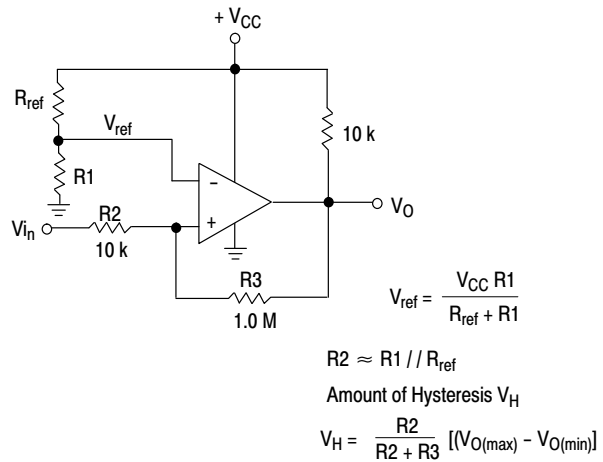 + VCC
Rref
Vref
10 k
R1
–
VO
Vin
R2
+
10 k
R3
1.0 M
Vref = VCC R1 / Rref + R1
R2 ≈ R1 // Rref
Amount of Hysteresis VH
VH = R2 / R2 + R3 [(VO(max) – VO(min)]